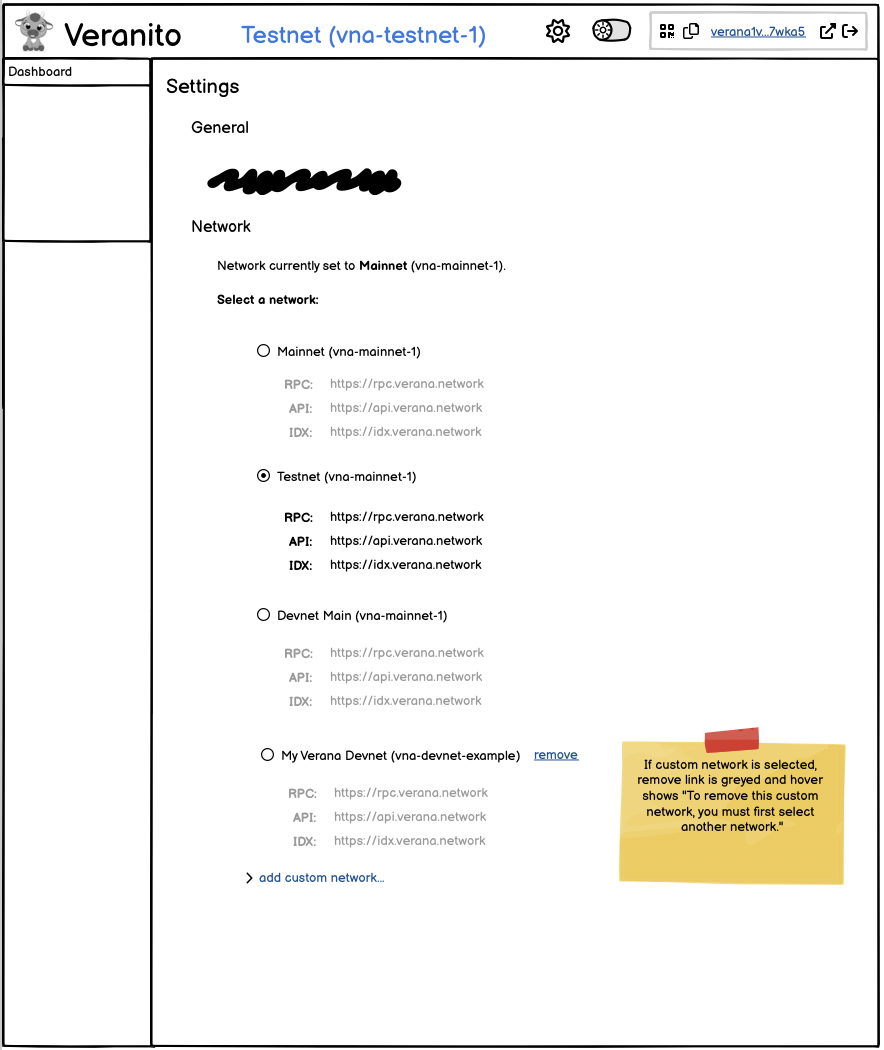 Veranito
Testnet (vna-testnet-1)
verana1v...7wka5
Dashboard
Settings
General
Network
Network currently set to Mainnet (vna-mainnet-1).
Select a network:
Mainnet (vna-mainnet-1)
RPC: https://rpc.verana.network
API: https://api.verana.network
IDX: https://idx.verana.network
Testnet (vna-mainnet-1)
RPC: https://rpc.verana.network
API: https://api.verana.network
IDX: https://idx.verana.network
Devnet Main (vna-mainnet-1)
RPC: https://rpc.verana.network
API: https://api.verana.network
IDX: https://idx.verana.network
My Verana Devnet (vna-devnet-example) remove
RPC: https://rpc.verana.network
API: https://api.verana.network
IDX: https://idx.verana.network
add custom network...
If custom network is selected,
remove link is greyed and hover
shows "To remove this custom
network, you must first select
another network."